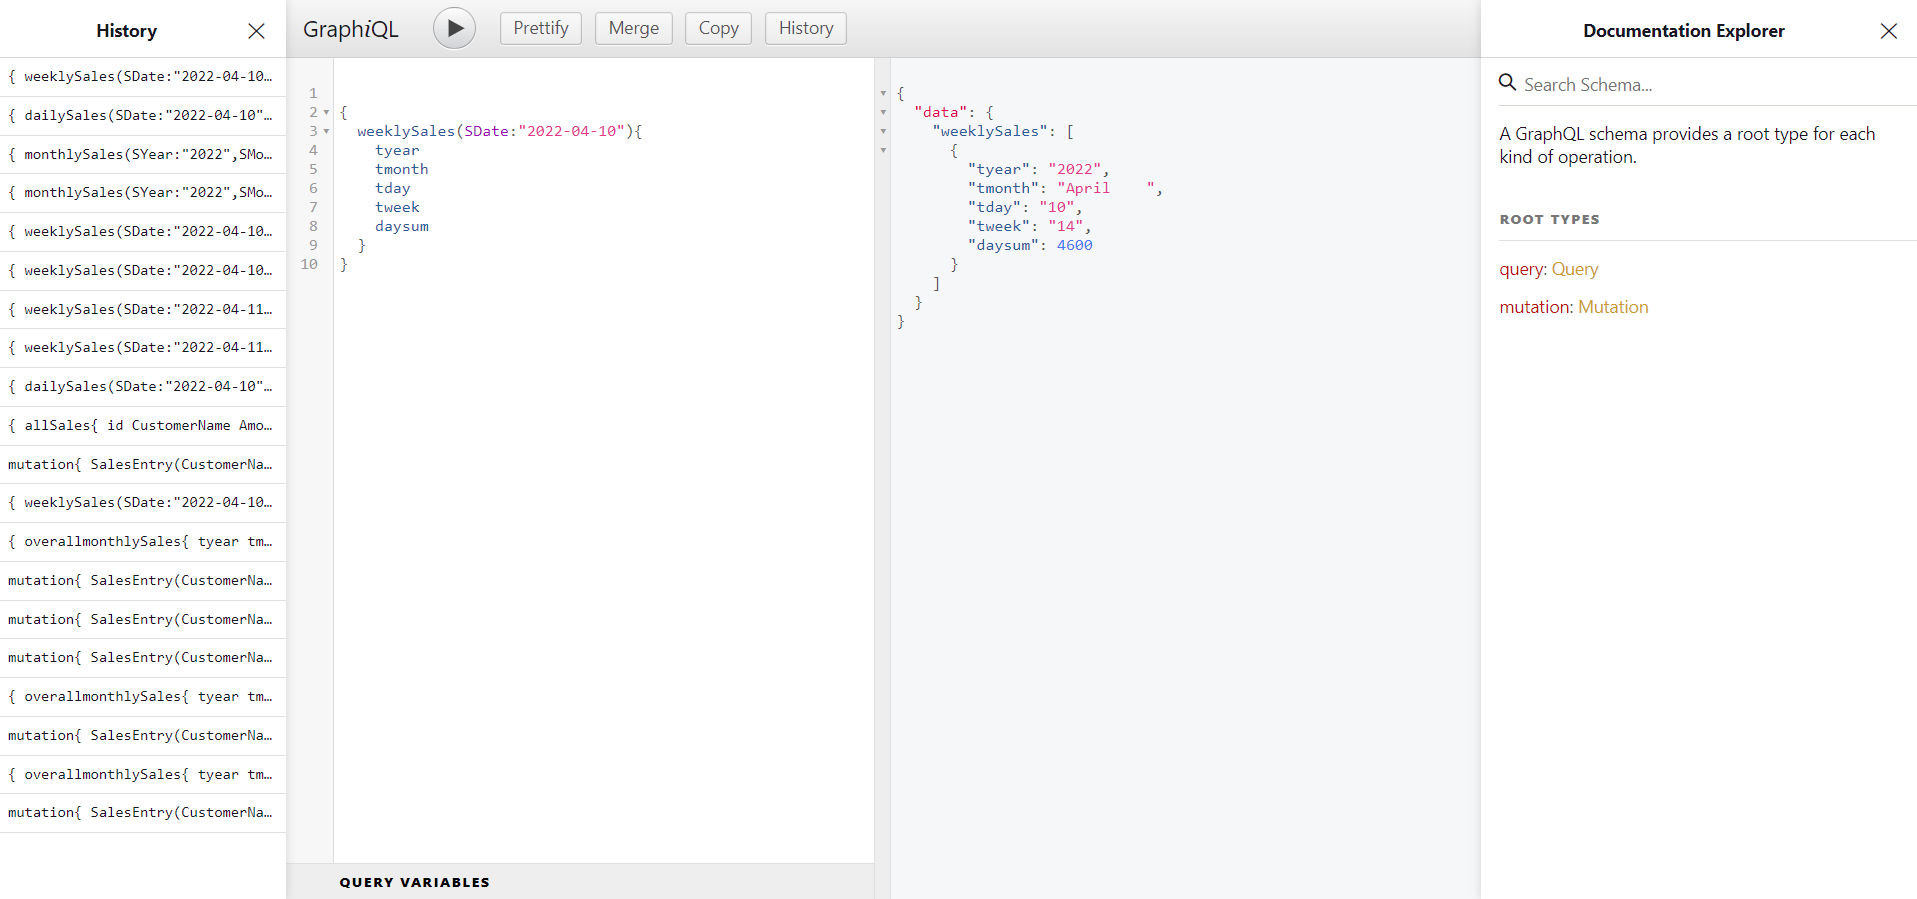 History
{ weeklySales(SDate:"2022-04-10…
{ dailySales(SDate:"2022-04-10"…
{ monthlySales(SYear:"2022",SMo…
{ monthlySales(SYear:"2022",SMo…
{ weeklySales(SDate:"2022-04-10…
{ weeklySales(SDate:"2022-04-10…
{ weeklySales(SDate:"2022-04-11…
{ weeklySales(SDate:"2022-04-11…
{ dailySales(SDate:"2022-04-10"…
{ allSales{ id CustomerName Amo…
mutation{ SalesEntry(CustomerNa…
{ weeklySales(SDate:"2022-04-10…
{ overallmonthlySales{ tyear tm…
mutation{ SalesEntry(CustomerNa…
mutation{ SalesEntry(CustomerNa…
mutation{ SalesEntry(CustomerNa…
{ overallmonthlySales{ tyear tm…
mutation{ SalesEntry(CustomerNa…
{ overallmonthlySales{ tyear tm…
mutation{ SalesEntry(CustomerNa…
GraphiQL Prettify Merge Copy History
1
2 {
3 weeklySales(SDate:"2022-04-10"){
4 tyear
5 tmonth
6 tday
7 tweek
8 daysum
9 }
10 }
QUERY VARIABLES
{
"data": {
"weeklySales": [
{
"tyear": "2022",
"tmonth": "April    ",
"tday": "10",
"tweek": "14",
"daysum": 4600
}
]
}
}
Documentation Explorer
Search Schema...
A GraphQL schema provides a root type for each
kind of operation.
ROOT TYPES
query: Query
mutation: Mutation